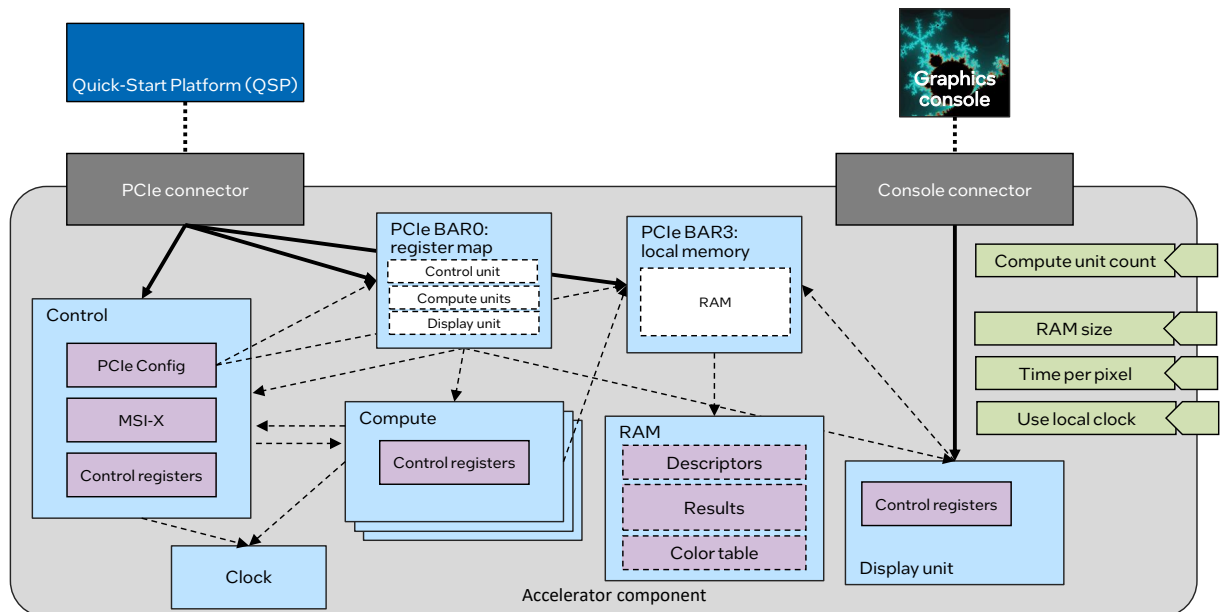 Quick-Start Platform (QSP)
Graphics
console
PCIe connector
Console connector
PCIe BAR0:
register map
Control unit
Compute units
Display unit
PCIe BAR3:
local memory
RAM
Compute unit count
RAM size
Time per pixel
Use local clock
Control
PCIe Config
MSI-X
Control registers
Compute
Control registers
RAM
Descriptors
Results
Color table
Control registers
Display unit
Clock
Accelerator component